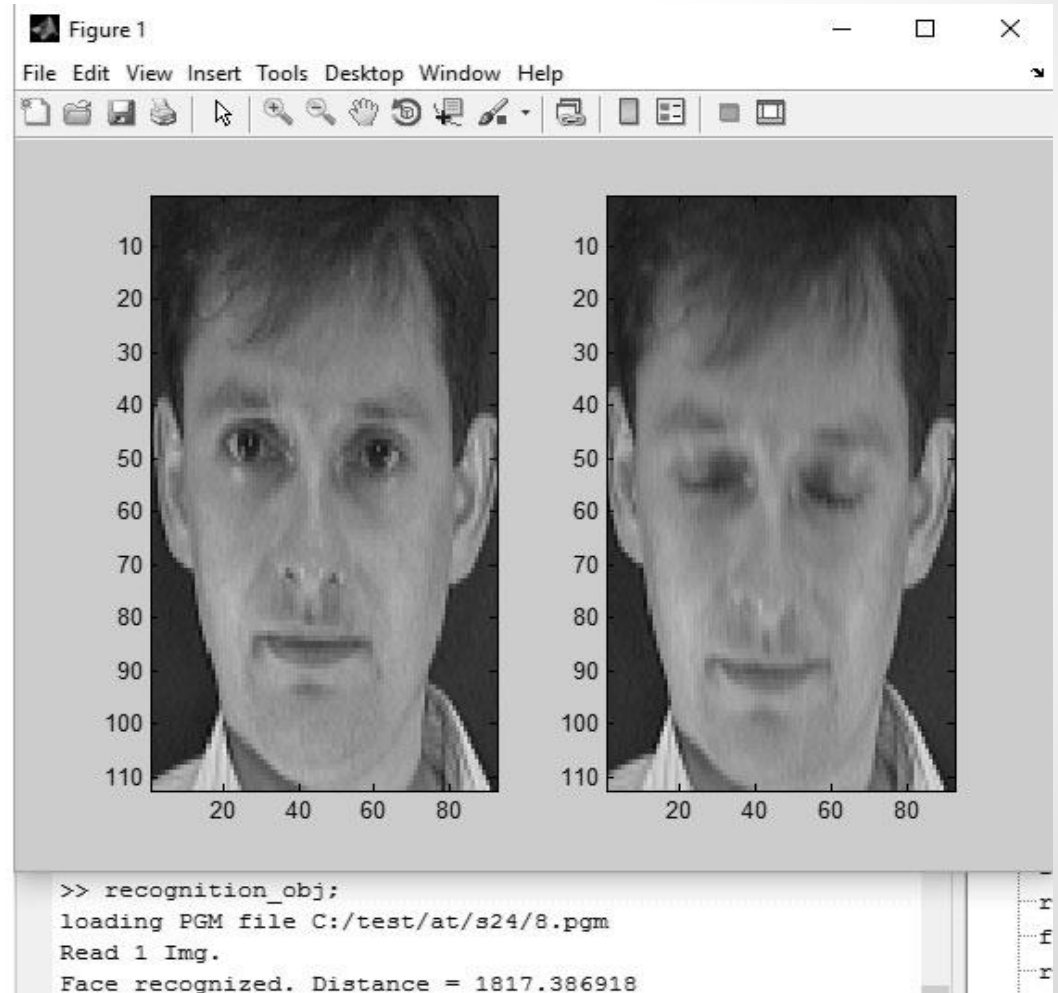 Figure 1
File Edit View Insert Tools Desktop Window Help
10 10
20 20
30 30
40 40
50 50
60 60
70 70
80 80
90 90
100 100
110 110
20 40 60 80 20 40 60 80
>> recognition_obj;
loading PGM file C:/test/at/s24/8.pgm
Read 1 Img.
Face recognized. Distance = 1817.386918
r
f
r